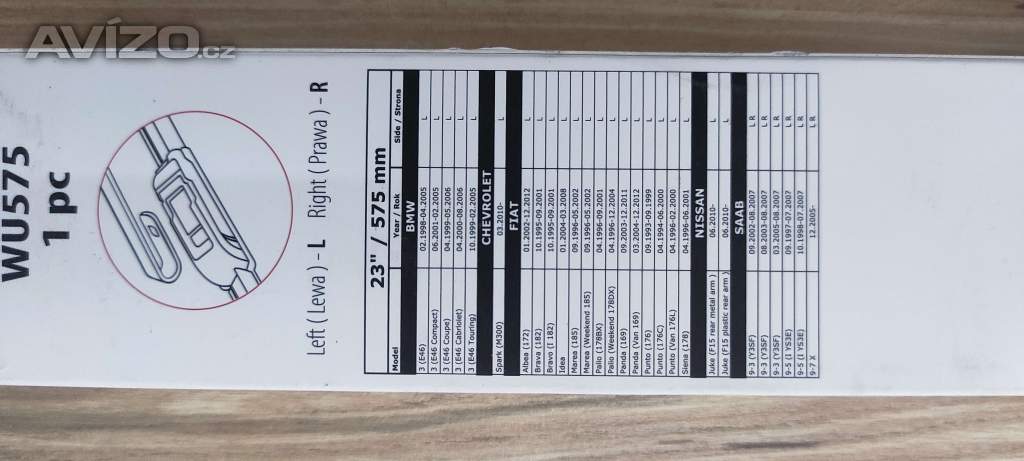 AVÍZO.cz
WU575
1 pc
Left ( Lewa ) - L Right ( Prawa ) - R
23" / 575 mm
Model Year / Rok Side / Strona
BMW
3 (E46) 02.1998-04.2005 L
3 (E46 Compact) 06.2001-02.2005 L
3 (E46 Coupe) 04.1999-05.2006 L
3 (E46 Cabriolet) 04.2000-08.2006 L
3 (E46 Touring) 10.1999-02.2005 L
CHEVROLET
Spark (M300) 03.2010- L
FIAT
Albea (172) 01.2002-12.2012 L
Brava (182) 10.1995-09.2001 L
Bravo (I 182) 10.1995-09.2001 L
Idea 01.2004-03.2008 L
Marea (185) 09.1996-05.2002 L
Marea (Weekend 185) 09.1996-05.2002 L
Palio (178BX) 04.1996-09.2001 L
Palio (Weekend 178DX) 04.1996-12.2004 L
Panda (169) 09.2003-12.2011 L
Panda (Van 169) 03.2004-12.2012 L
Punto (176) 09.1993-09.1999 L
Punto (176C) 04.1994-06.2000 L
Punto (Van 176L) 04.1996-02.2000 L
Siena (178) 04.1996-06.2001 L
NISSAN
Juke (F15 rear metal arm ) 06.2010- L
Juke (F15 plastic rear arm ) 06.2010- L
SAAB
9-3 (Y3SF) 09.2002-08.2007 L R
9-3 (Y3SF) 08.2003-08.2007 L R
9-3 (Y3SF) 03.2005-08.2007 L R
9-5 (I YS3E) 09.1997-07.2007 L R
9-5 (I YS3E) 10.1998-07.2007 L R
9-7 X 12.2005- L R